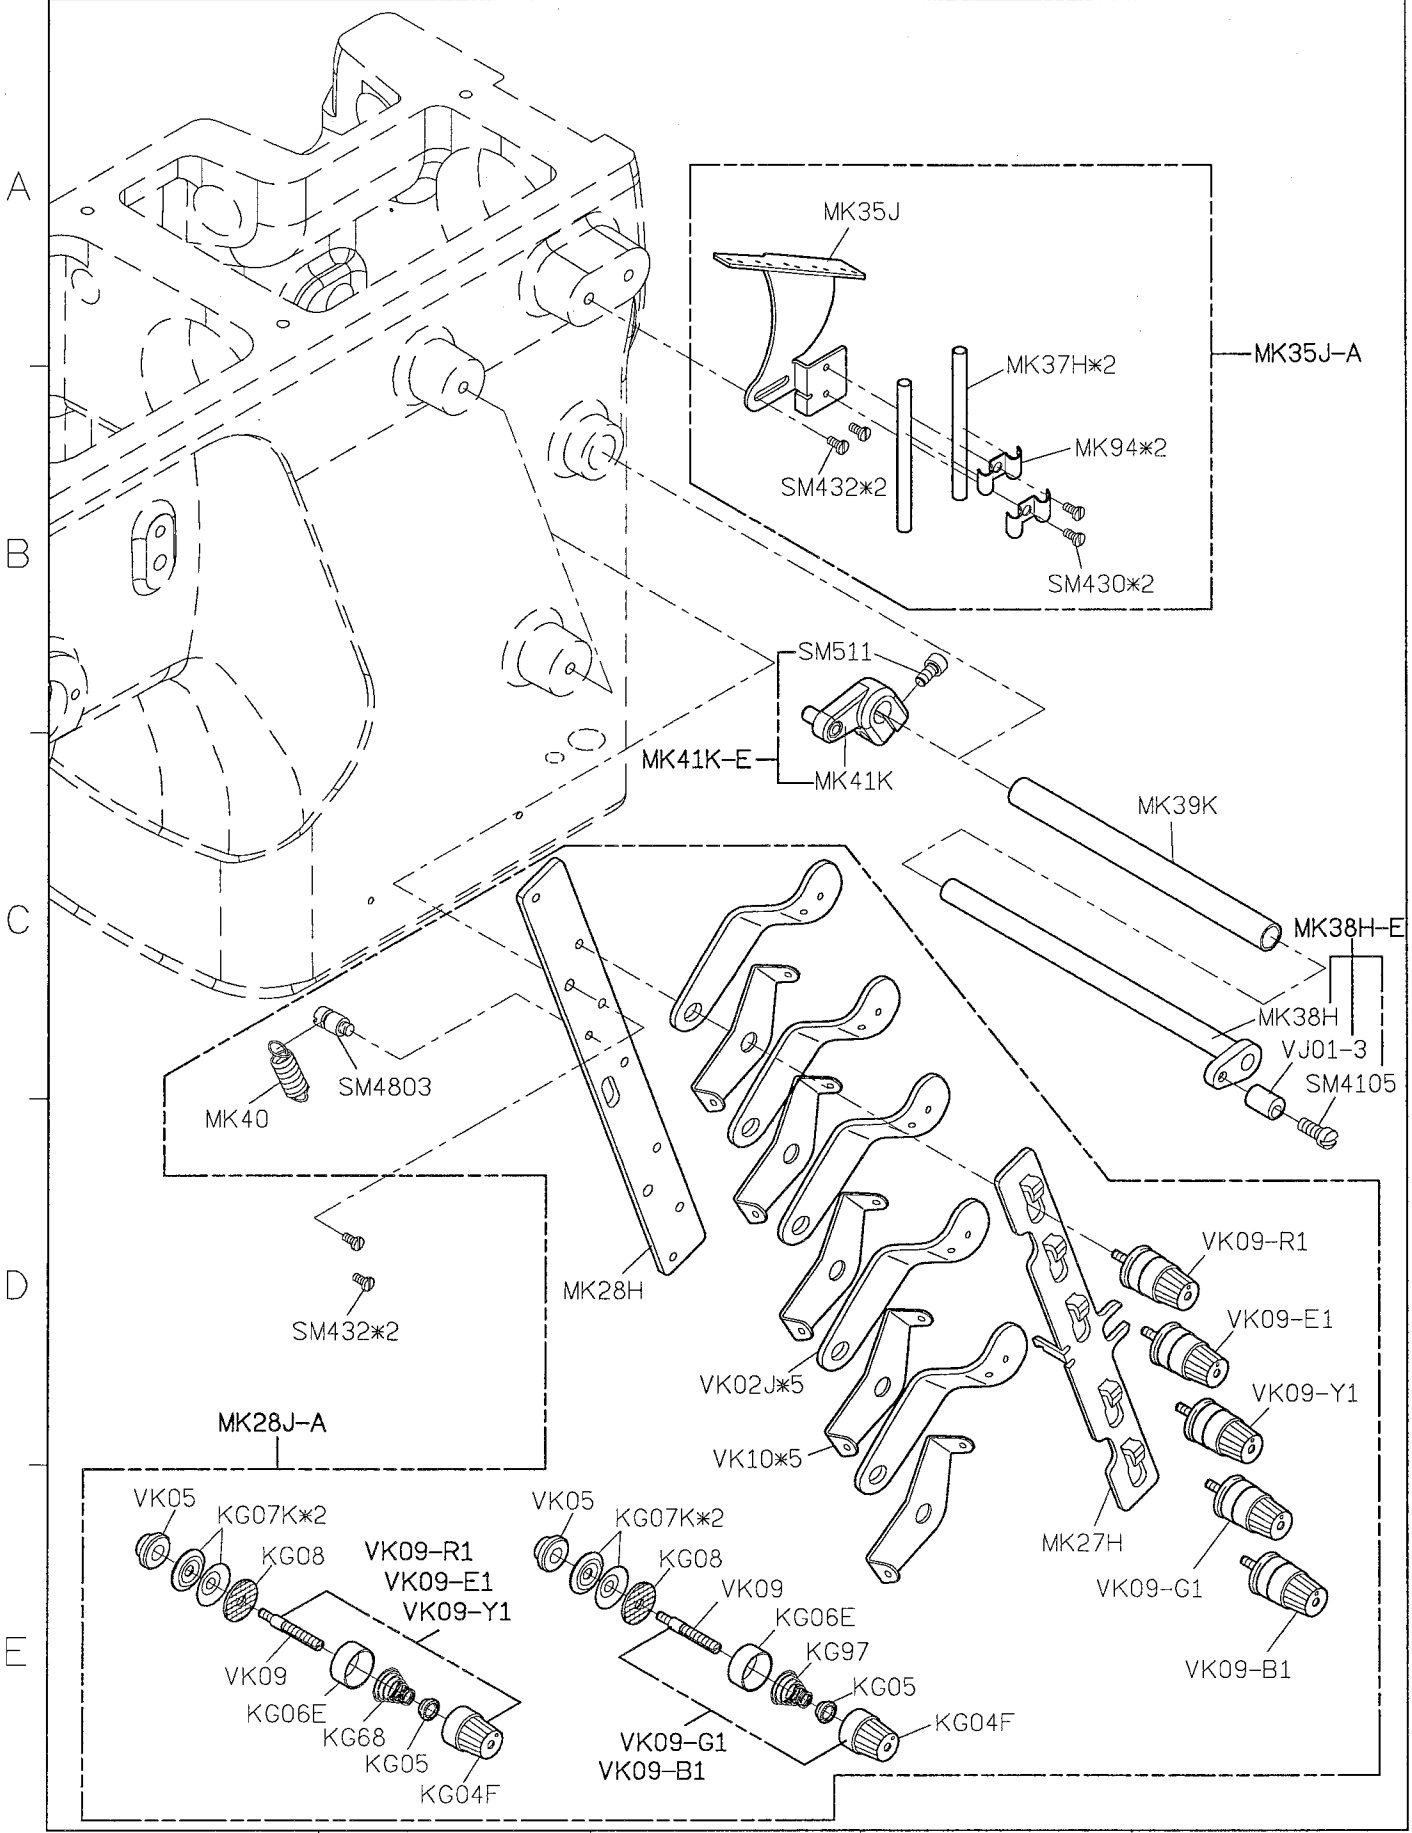 A
MK35J
MK35J-A
MK37H*2
MK94*2
SM432*2
B
SM430*2
SM511
MK41K-E
MK41K
MK39K
C
MK38H-E
MK38H
VJ01-3
SM4105
SM4803
MK40
D
VK09-R1
MK28H
SM432*2
VK09-E1
VK02J*5
VK09-Y1
MK28J-A
VK10*5
MK27H
VK09-G1
VK09-B1
E
VK05
KG07K*2
KG08
VK09-R1
VK09-E1
VK09-Y1
VK09
KG06E
KG68
KG05
KG04F
VK05
KG07K*2
KG08
VK09
KG06E
KG97
KG05
KG04F
VK09-G1
VK09-B1